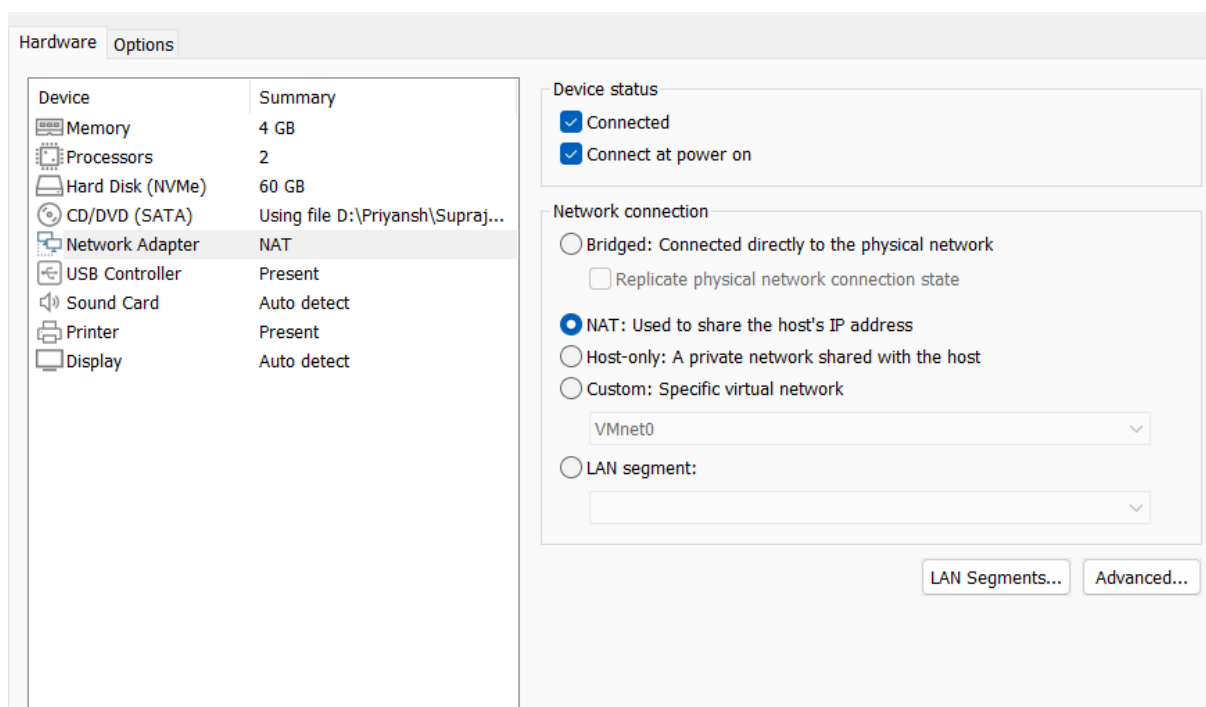 Hardware Options
Device Summary
Memory 4 GB
Processors 2
Hard Disk (NVMe) 60 GB
CD/DVD (SATA) Using file D:\Priyansh\Supraj...
Network Adapter NAT
USB Controller Present
Sound Card Auto detect
Printer Present
Display Auto detect
Device status
Connected
Connect at power on
Network connection
Bridged: Connected directly to the physical network
Replicate physical network connection state
NAT: Used to share the host's IP address
Host-only: A private network shared with the host
Custom: Specific virtual network
VMnet0
LAN segment:
LAN Segments... Advanced...